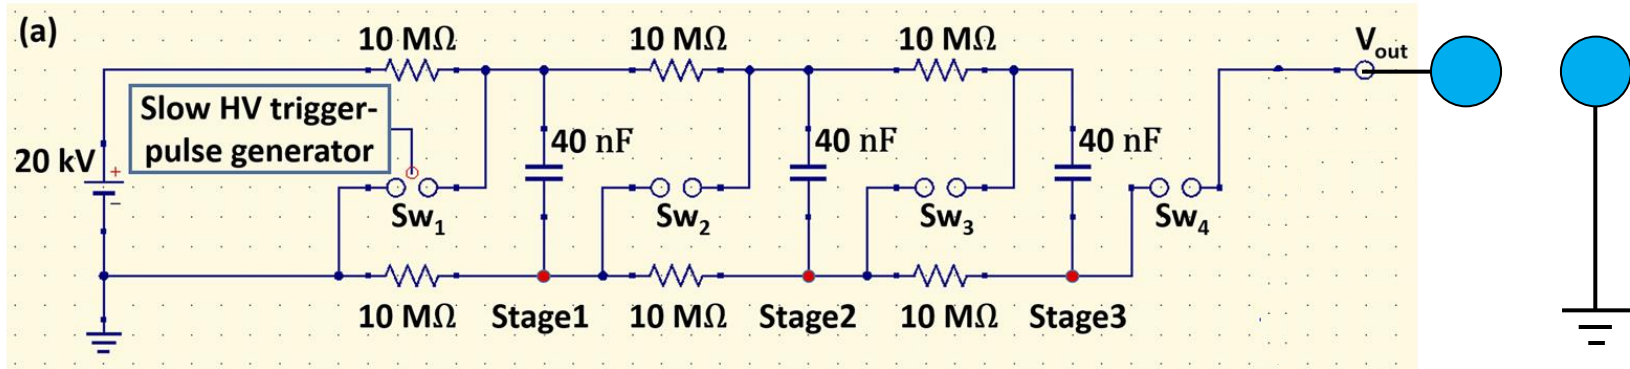 (a)
10 MΩ
10 MΩ
10 MΩ
Vout
Slow HV trigger-
pulse generator
20 kV
+
−
40 nF
40 nF
40 nF
Sw1
Sw2
Sw3
Sw4
10 MΩ
Stage1
10 MΩ
Stage2
10 MΩ
Stage3